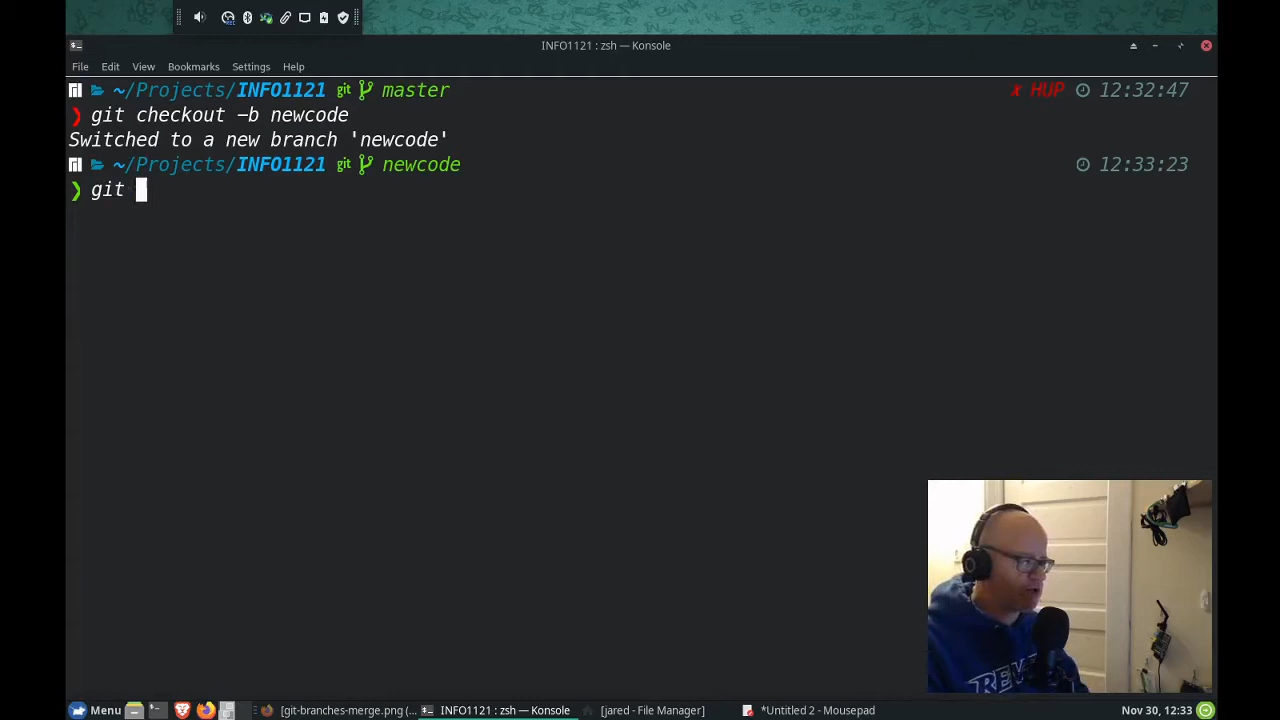 INFO1121 : zsh — Konsole
File Edit View Bookmarks Settings Help
~/Projects/INFO1121 git master ✗ HUP 12:32:47
❯ git checkout -b newcode
Switched to a new branch 'newcode'
~/Projects/INFO1121 git newcode 12:33:23
❯ git
Menu [git-branches-merge.png (... INFO1121 : zsh — Konsole [jared - File Manager] *Untitled 2 - Mousepad Nov 30, 12:33